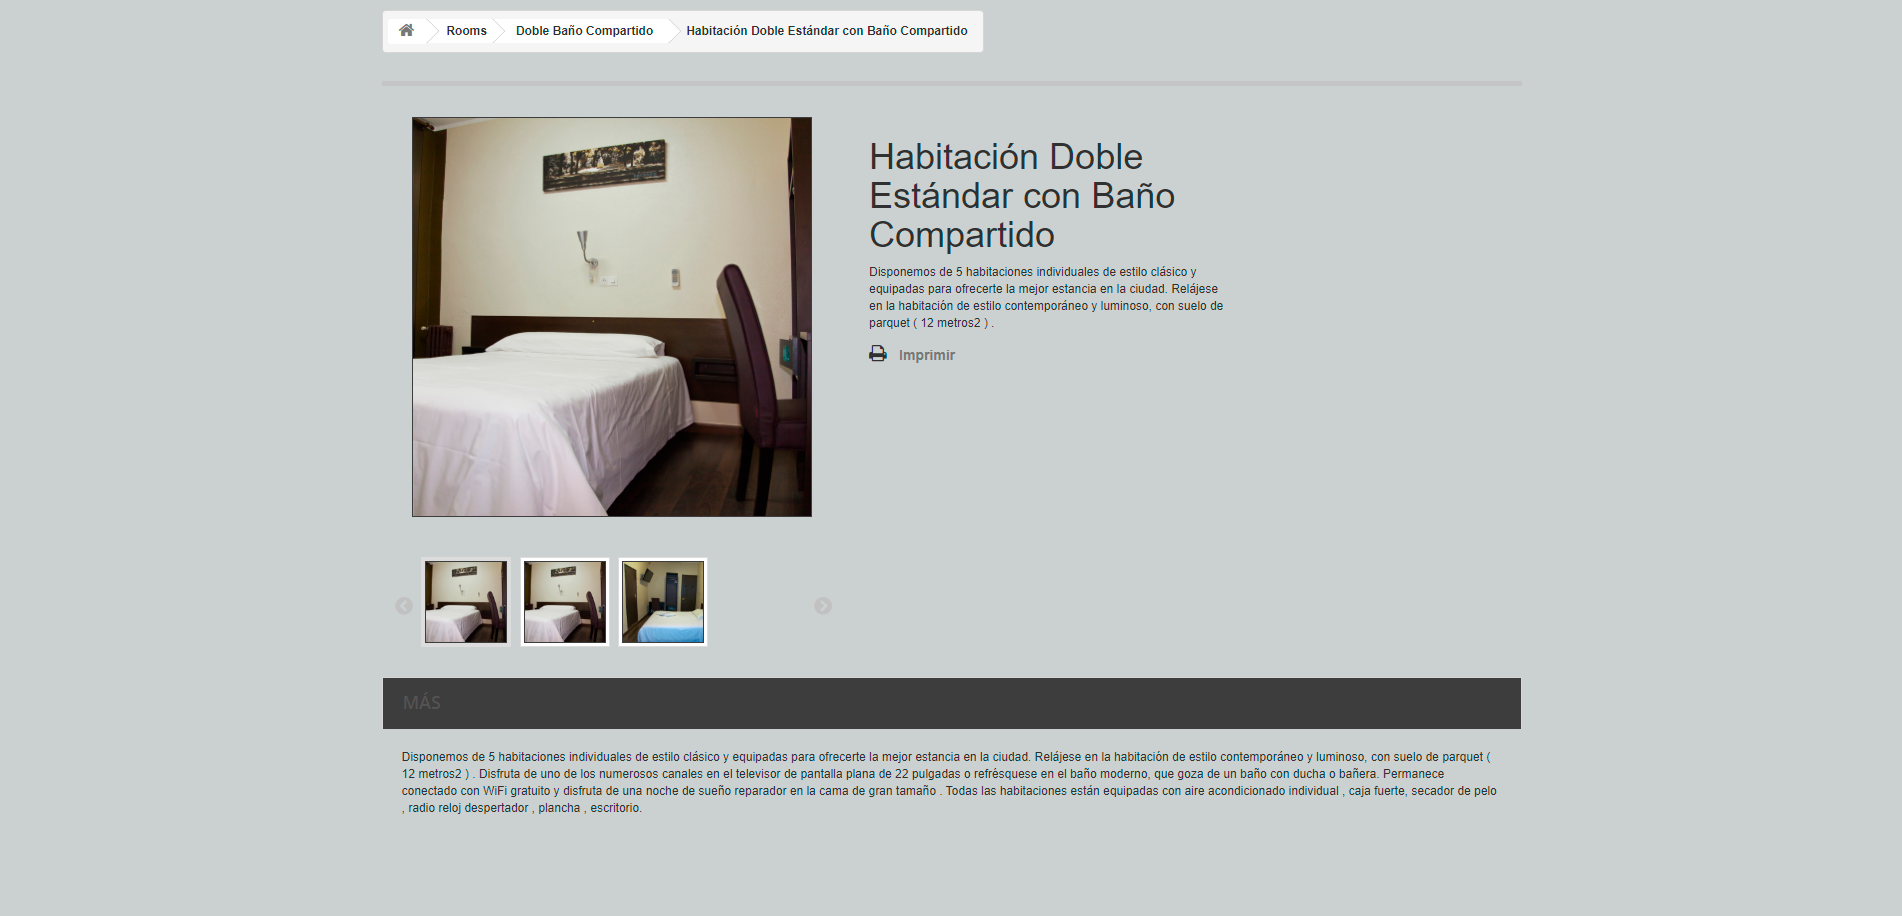 Rooms
Doble Baño Compartido
Habitación Doble Estándar con Baño Compartido
Habitación Doble
Estándar con Baño
Compartido
Disponemos de 5 habitaciones individuales de estilo clásico y
equipadas para ofrecerte la mejor estancia en la ciudad. Relájese
en la habitación de estilo contemporáneo y luminoso, con suelo de
parquet ( 12 metros2 ) .
Imprimir
MÁS
Disponemos de 5 habitaciones individuales de estilo clásico y equipadas para ofrecerte la mejor estancia en la ciudad. Relájese en la habitación de estilo contemporáneo y luminoso, con suelo de parquet (
12 metros2 ) . Disfruta de uno de los numerosos canales en el televisor de pantalla plana de 22 pulgadas o refrésquese en el baño moderno, que goza de un baño con ducha o bañera. Permanece
conectado con WiFi gratuito y disfruta de una noche de sueño reparador en la cama de gran tamaño . Todas las habitaciones están equipadas con aire acondicionado individual , caja fuerte, secador de pelo
, radio reloj despertador , plancha , escritorio.